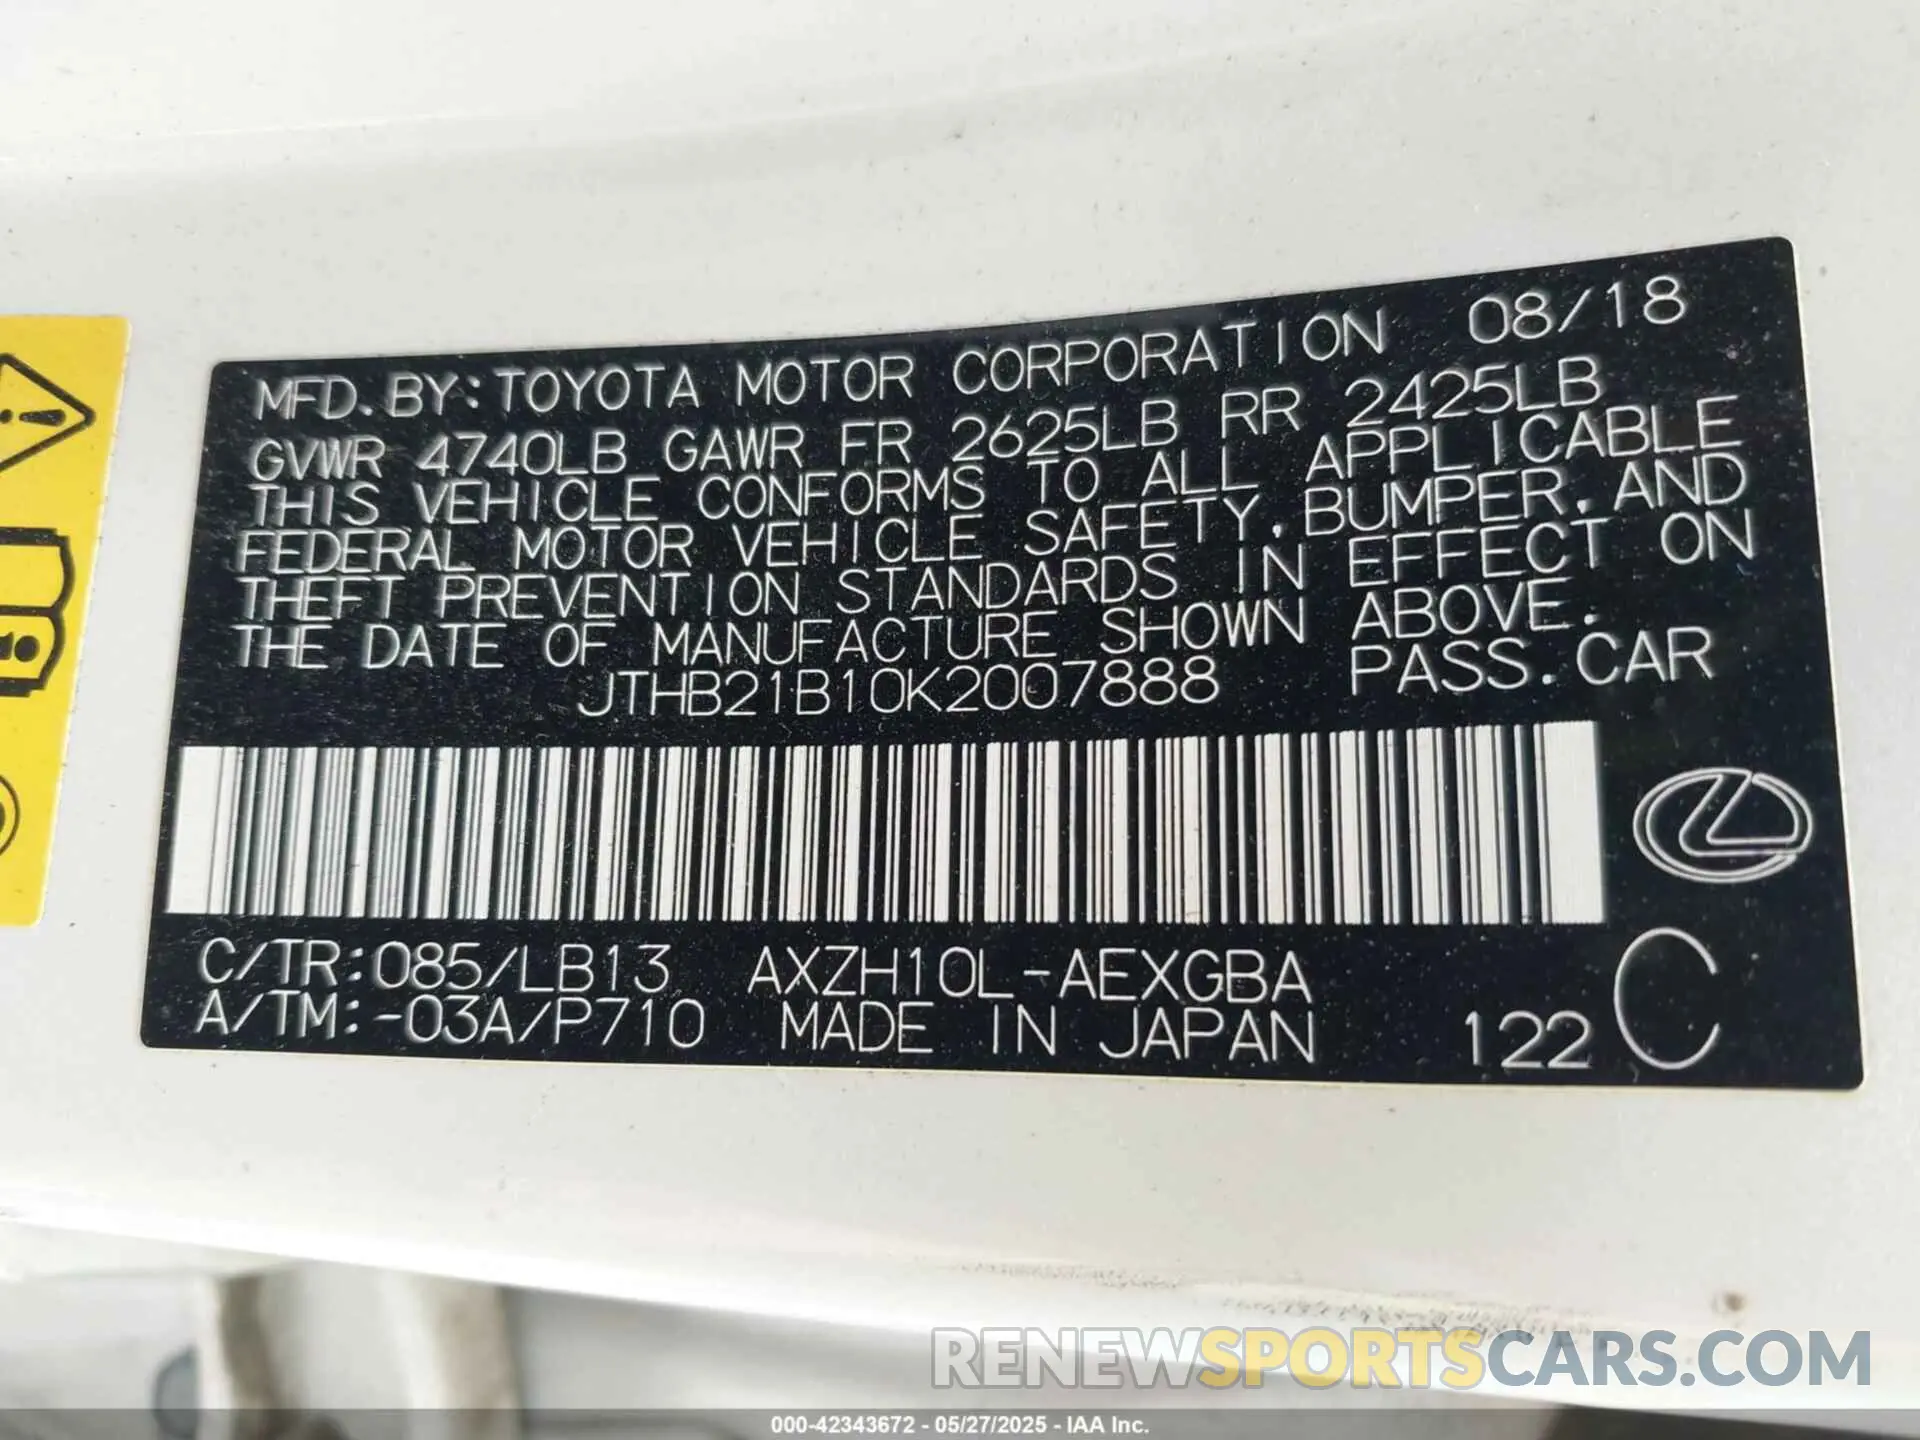 MFD. BY: TOYOTA MOTOR CORPORATION 08/18
GVWR 4740LB GAWR FR 2625LB RR 2425LB
THIS VEHICLE CONFORMS TO ALL APPLICABLE
FEDERAL MOTOR VEHICLE SAFETY, BUMPER, AND
THEFT PREVENTION STANDARDS IN EFFECT ON
THE DATE OF MANUFACTURE SHOWN ABOVE.
JTHB21B10K2007888 PASS. CAR
C/TR:085/LB13 AXZH10L-AEXGBA
A/TM:-03A/P710 MADE IN JAPAN 122 C
RENEWSPORTSCARS.COM
000-42343672 - 05/27/2025 - IAA Inc.